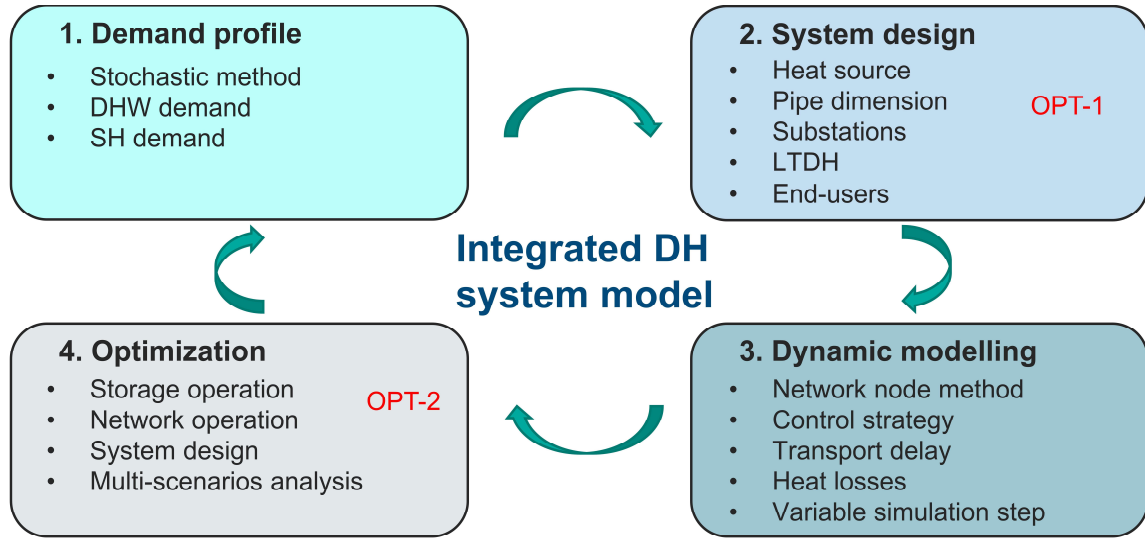 1. Demand profile
• Stochastic method
• DHW demand
• SH demand
2. System design
• Heat source
• Pipe dimension
• Substations
• LTDH
• End-users
OPT-1
Integrated DH
system model
4. Optimization
• Storage operation
• Network operation
• System design
• Multi-scenarios analysis
OPT-2
3. Dynamic modelling
• Network node method
• Control strategy
• Transport delay
• Heat losses
• Variable simulation step